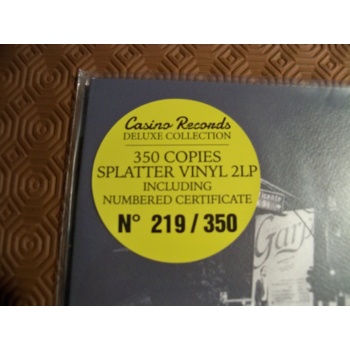 Casino Records
DELUXE COLLECTION
350 COPIES
SPLATTER VINYL 2LP
INCLUDING
NUMBERED CERTIFICATE
N° 219 / 350